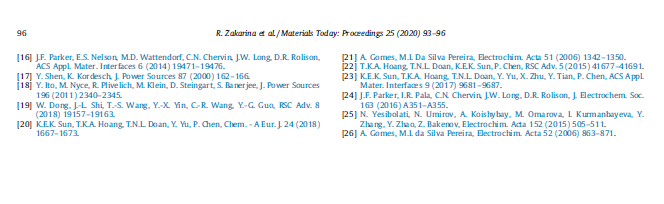 96
R. Zakarina et al. / Materials Today: Proceedings 25 (2020) 93–96
[16] J.F. Parker, E.S. Nelson, M.D. Wattendorf, C.N. Chervin, J.W. Long, D.R. Rolison,
ACS Appl. Mater. Interfaces 6 (2014) 19471–19476.
[17] Y. Shen, K. Kordesch, J. Power Sources 87 (2000) 162–166.
[18] Y. Ito, M. Nyce, R. Plivelich, M. Klein, D. Steingart, S. Banerjee, J. Power Sources
196 (2011) 2340–2345.
[19] W. Dong, J.-L. Shi, T.-S. Wang, Y.-X. Yin, C.-R. Wang, Y.-G. Guo, RSC Adv. 8
(2018) 19157–19163.
[20] K.E.K. Sun, T.K.A. Hoang, T.N.L. Doan, Y. Yu, P. Chen, Chem. - A Eur. J. 24 (2018)
1667–1673.
[21] A. Gomes, M.I. Da Silva Pereira, Electrochim. Acta 51 (2006) 1342–1350.
[22] T.K.A. Hoang, T.N.L. Doan, K.E.K. Sun, P. Chen, RSC Adv. 5 (2015) 41677–41691.
[23] K.E.K. Sun, T.K.A. Hoang, T.N.L. Doan, Y. Yu, X. Zhu, Y. Tian, P. Chen, ACS Appl.
Mater. Interfaces 9 (2017) 9681–9687.
[24] J.F. Parker, I.R. Pala, C.N. Chervin, J.W. Long, D.R. Rolison, J. Electrochem. Soc.
163 (2016) A351–A355.
[25] N. Yesibolati, N. Umirov, A. Koishybay, M. Omarova, I. Kurmanbayeva, Y.
Zhang, Y. Zhao, Z. Bakenov, Electrochim. Acta 152 (2015) 505–511.
[26] A. Gomes, M.I. da Silva Pereira, Electrochim. Acta 52 (2006) 863–871.